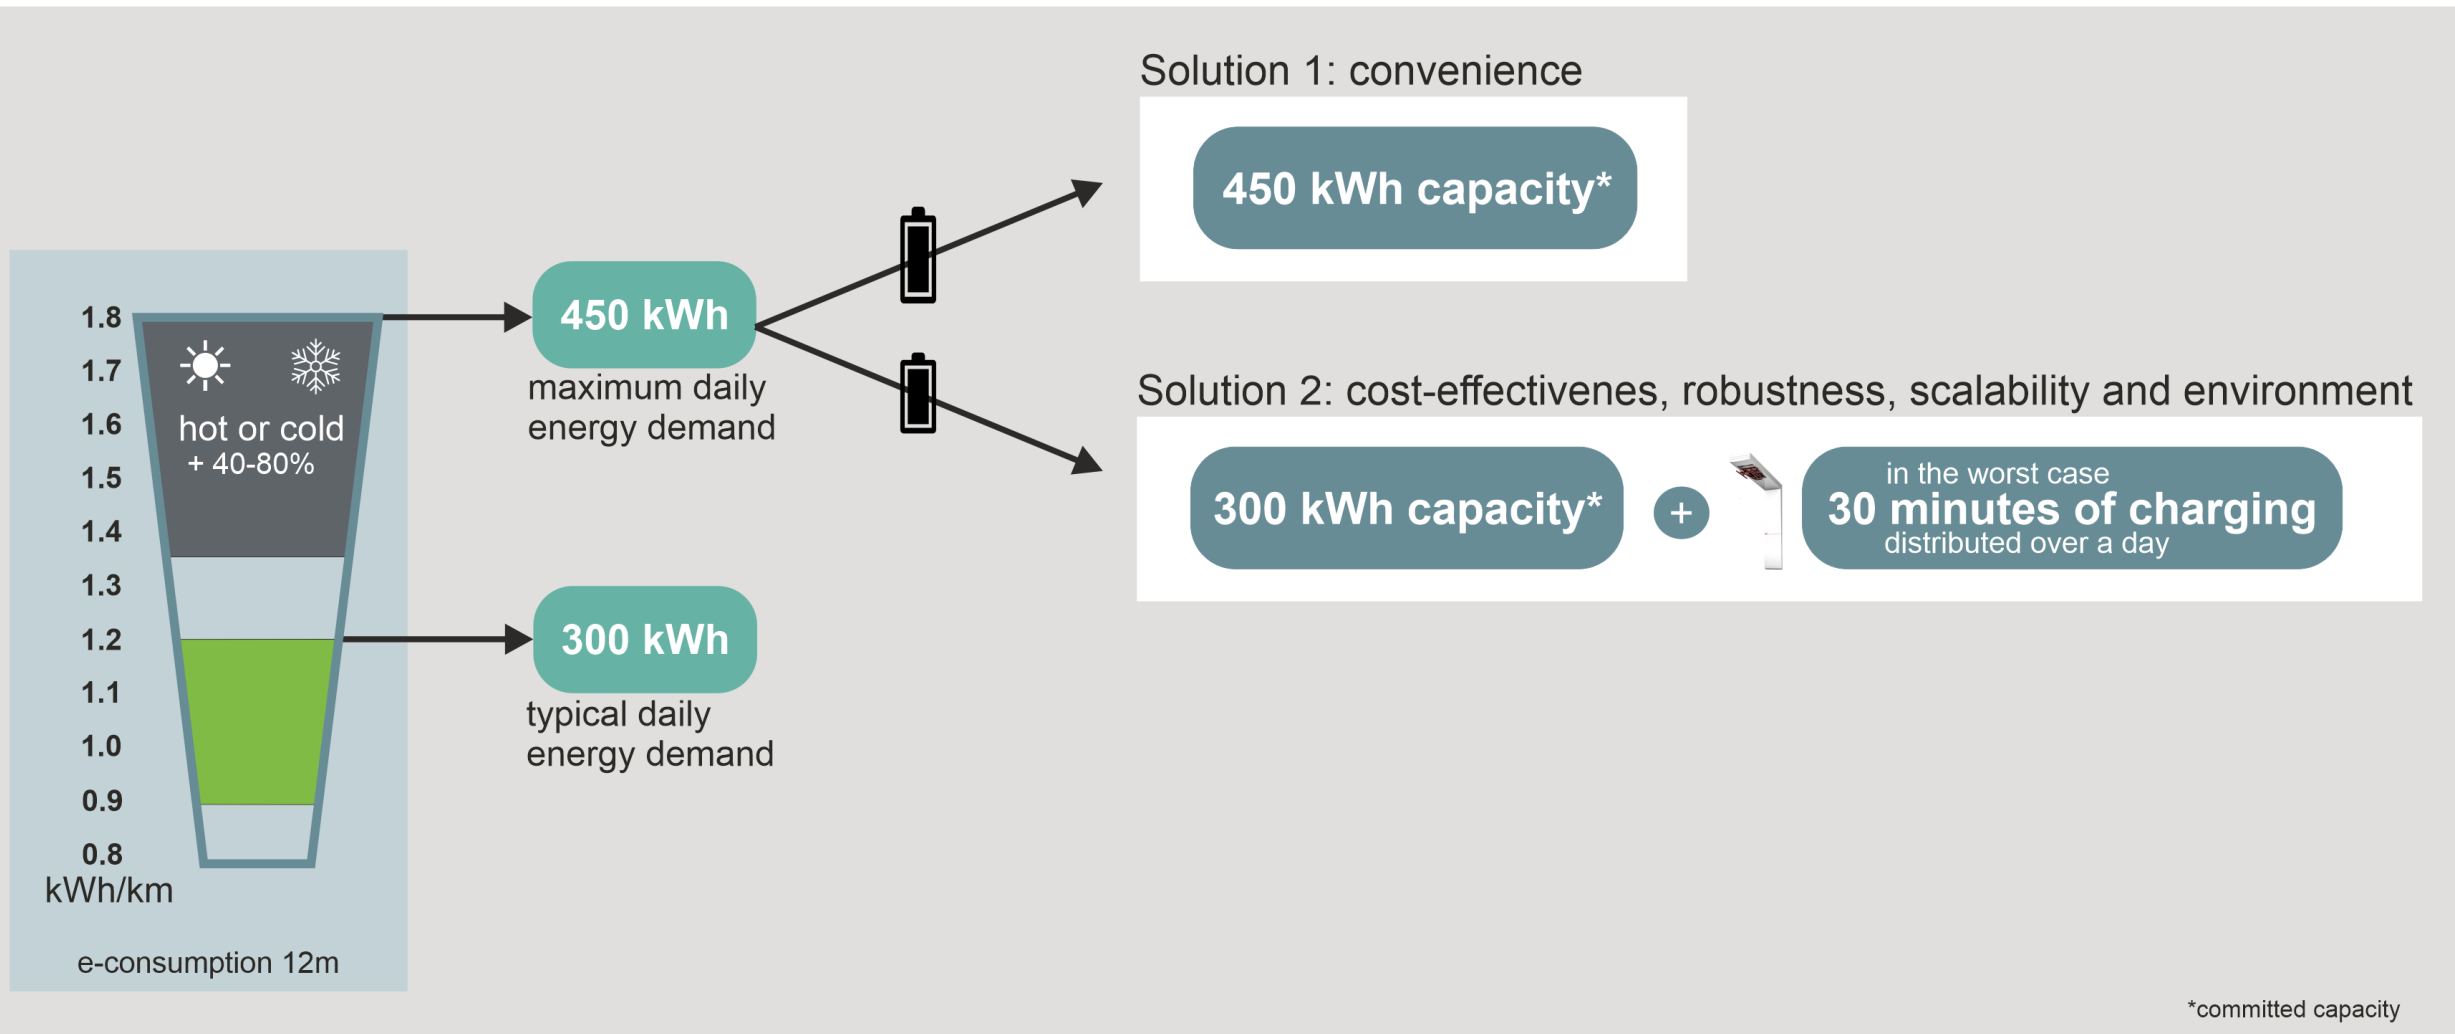 Solution 1: convenience
450 kWh capacity*
1.8
1.7
1.6
1.5
1.4
1.3
1.2
1.1
1.0
0.9
0.8
kWh/km
hot or cold
+ 40-80%
e-consumption 12m
450 kWh
maximum daily
energy demand
300 kWh
typical daily
energy demand
Solution 2: cost-effectivenes, robustness, scalability and environment
300 kWh capacity*
+
in the worst case
30 minutes of charging
distributed over a day
*committed capacity